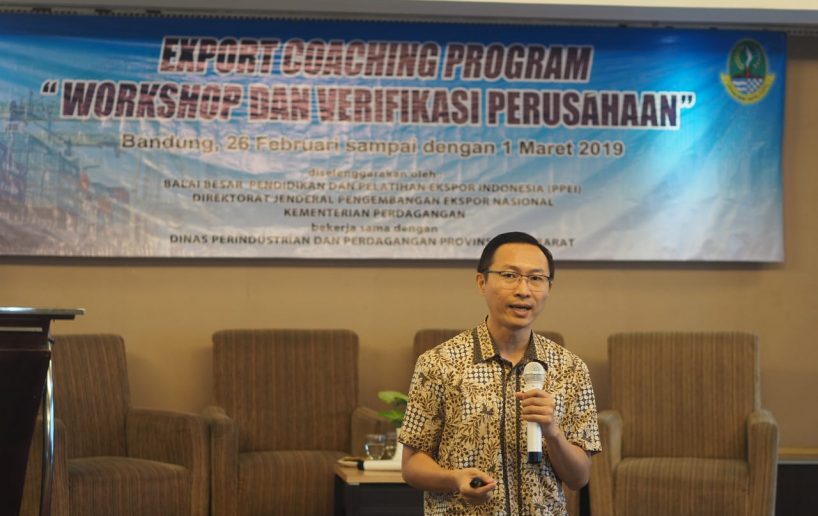 EXPORT COACHING PROGRAM
“WORKSHOP DAN VERIFIKASI PERUSAHAAN”
Bandung, 26 Februari sampai dengan 1 Maret 2019
diselenggarakan oleh:
BALAI BESAR PENDIDIKAN DAN PELATIHAN EKSPOR INDONESIA (PPEI)
DIREKTORAT JENDERAL PENGEMBANGAN EKSPOR NASIONAL
KEMENTERIAN PERDAGANGAN
bekerja sama dengan
DINAS PERINDUSTRIAN DAN PERDAGANGAN